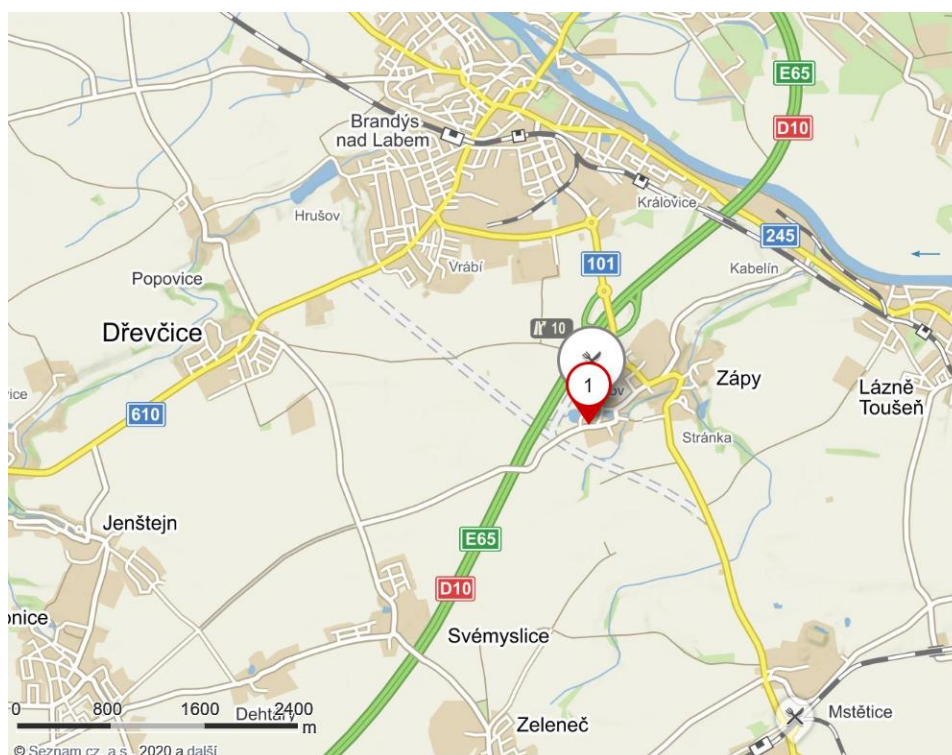 E65
D10
Brandýs
nad Labem
Hrušov
Královice
245
Vrábí
101
Kabelín
Popovice
Dřevčice
10
1
Zápy
Lázně
Toušeň
610
Stránka
Jenštejn
E65
D10
Svémyslice
0 800 1600 2400
m
Dehtáry
Zeleneč
Mstětice
© Seznam.cz, a.s., 2020 a další